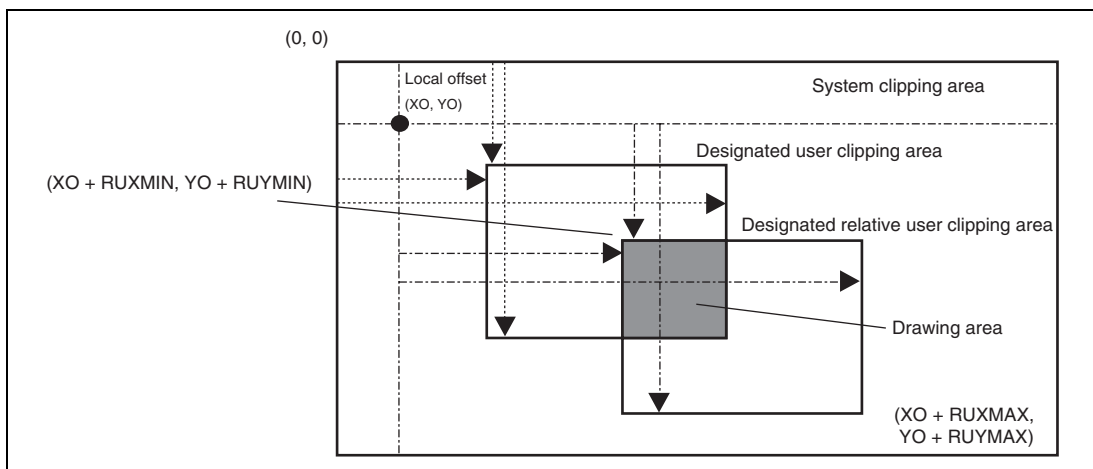 (0, 0)
Local offset
(XO, YO)
System clipping area
Designated user clipping area
(XO + RUXMIN, YO + RUYMIN)
Designated relative user clipping area
Drawing area
(XO + RUXMAX,
YO + RUYMAX)